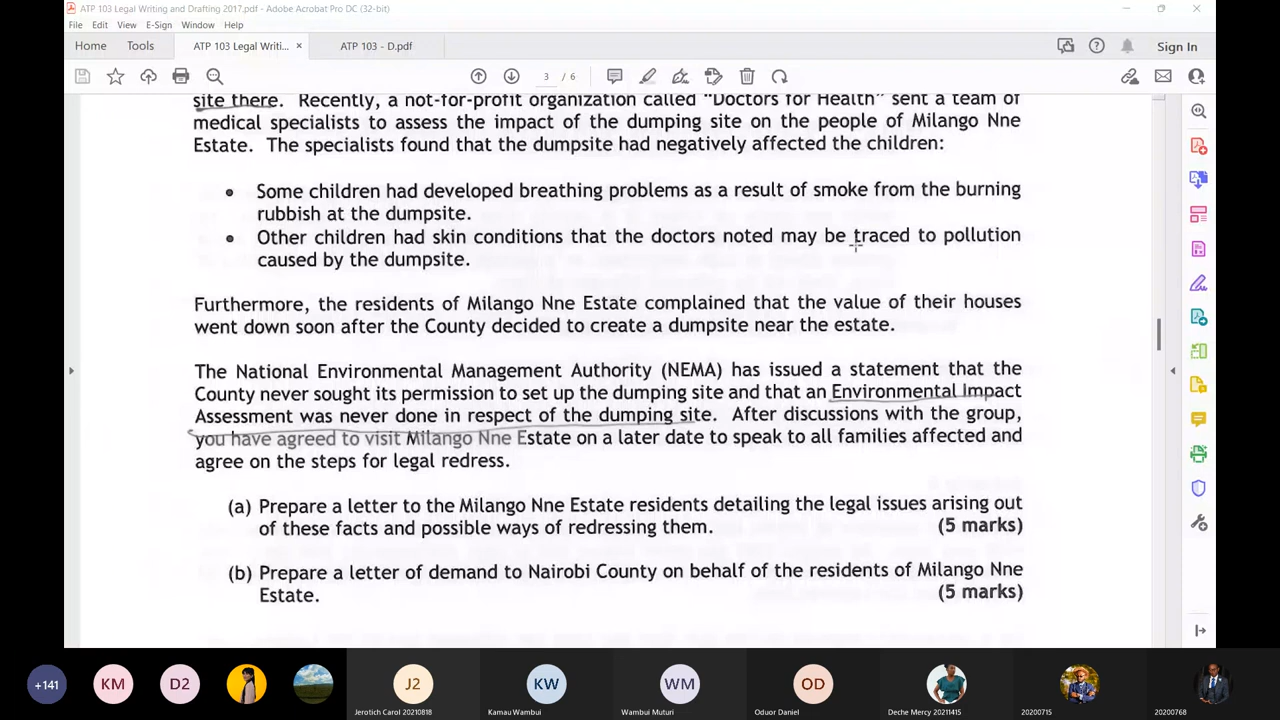 ATP 103 Legal Writing and Drafting 2017.pdf - Adobe Acrobat Pro DC (32-bit)
File Edit View E-Sign Window Help
Home Tools ATP 103 Legal Writi... × ATP 103 - D.pdf Sign In
3 / 6
site there. Recently, a not-for-profit organization called "Doctors for Health" sent a team of
medical specialists to assess the impact of the dumping site on the people of Milango Nne
Estate. The specialists found that the dumpsite had negatively affected the children:
• Some children had developed breathing problems as a result of smoke from the burning
rubbish at the dumpsite.
• Other children had skin conditions that the doctors noted may be traced to pollution
caused by the dumpsite.
Furthermore, the residents of Milango Nne Estate complained that the value of their houses
went down soon after the County decided to create a dumpsite near the estate.
The National Environmental Management Authority (NEMA) has issued a statement that the
County never sought its permission to set up the dumping site and that an Environmental Impact
Assessment was never done in respect of the dumping site. After discussions with the group,
you have agreed to visit Milango Nne Estate on a later date to speak to all families affected and
agree on the steps for legal redress.
(a) Prepare a letter to the Milango Nne Estate residents detailing the legal issues arising out
of these facts and possible ways of redressing them. (5 marks)
(b) Prepare a letter of demand to Nairobi County on behalf of the residents of Milango Nne
Estate. (5 marks)
+141 KM D2 J2 KW WM OD
Jerotich Carol 20210818 Kamau Wambui Wambui Muturi Oduor Daniel Deche Mercy 20211415 20200715 20200768